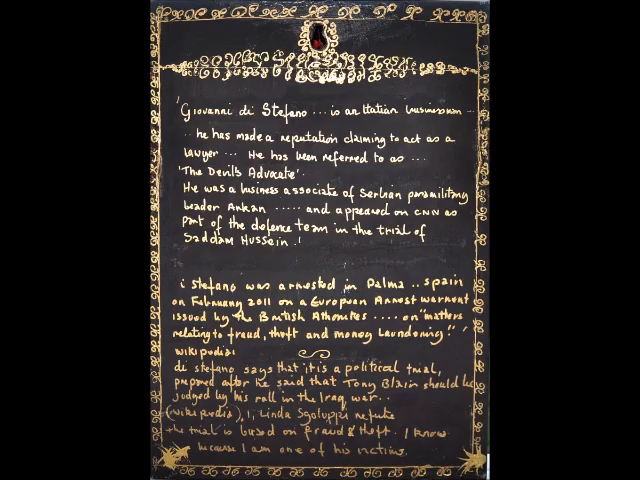 'Giovanni di Stefano ... is an Italian businessman ...
.. he has made a reputation claiming to act as a
lawyer ... He has been referred to as ...
'The Devil's Advocate'.
He was a business associate of Serbian paramilitary
leader Arkan ..... and appeared on CNN as
part of the defence team in the trial of
Saddam Hussein.'
i Stefano was arrested in Palma .. Spain
on February 2011 on a European Arrest warrent
issued by the British Athorites .... on 'matters
relating to fraud, theft and money laundering!''
wikipedia
di stefano says that it is a political trial,
prepared after he said that Tony Blair should be
judged by his roll in the Iraq war..
(wikipedia), I, Linda Sgoluppi refute
the trial is based on fraud & theft. I know
because I am one of his victims.